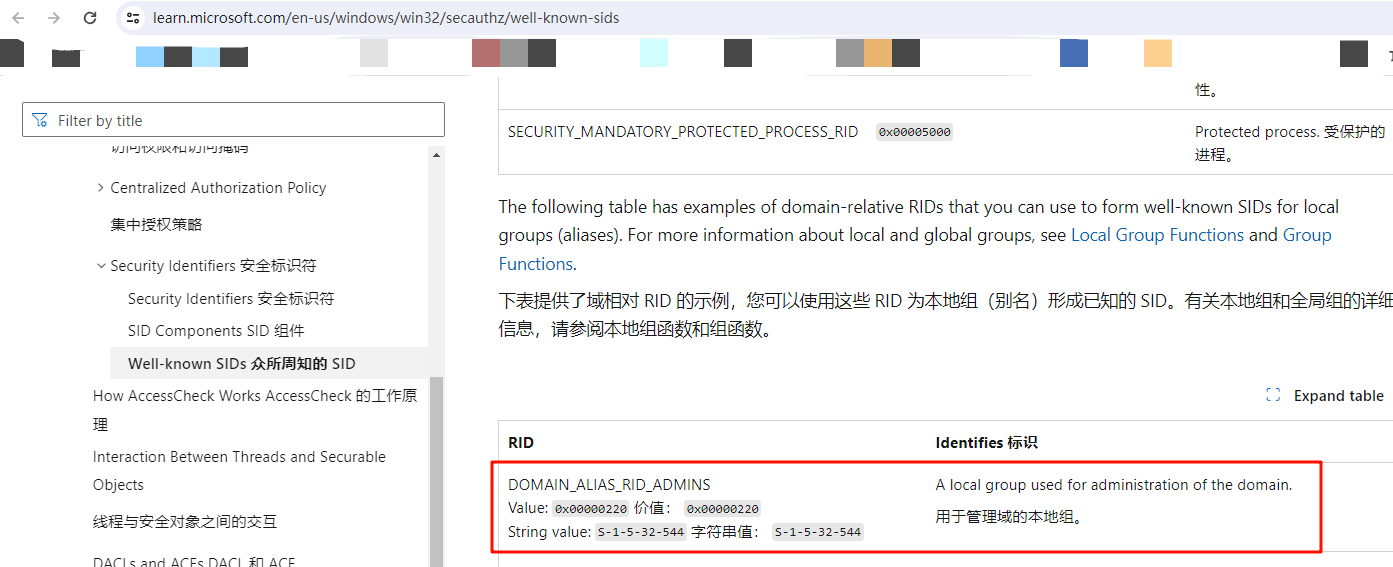 learn.microsoft.com/en-us/windows/win32/secauthz/well-known-sids
Filter by title
访问权限和访问掩码
Centralized Authorization Policy
集中授权策略
Security Identifiers 安全标识符
Security Identifiers 安全标识符
SID Components SID 组件
Well-known SIDs 众所周知的 SID
How AccessCheck Works AccessCheck 的工作原
理
Interaction Between Threads and Securable
Objects
线程与安全对象之间的交互
DACLs and ACEs DACL 和 ACE
性。
SECURITY_MANDATORY_PROTECTED_PROCESS_RID 0x00005000 Protected process. 受保护的
进程。
The following table has examples of domain-relative RIDs that you can use to form well-known SIDs for local
groups (aliases). For more information about local and global groups, see Local Group Functions and Group
Functions.
下表提供了域相对 RID 的示例，您可以使用这些 RID 为本地组（别名）形成已知的 SID。有关本地组和全局组的详细
信息，请参阅本地组函数和组函数。
Expand table
RID Identifies 标识
DOMAIN_ALIAS_RID_ADMINS A local group used for administration of the domain.
Value: 0x00000220 价值： 0x00000220 用于管理域的本地组。
String value: S-1-5-32-544 字符串值： S-1-5-32-544